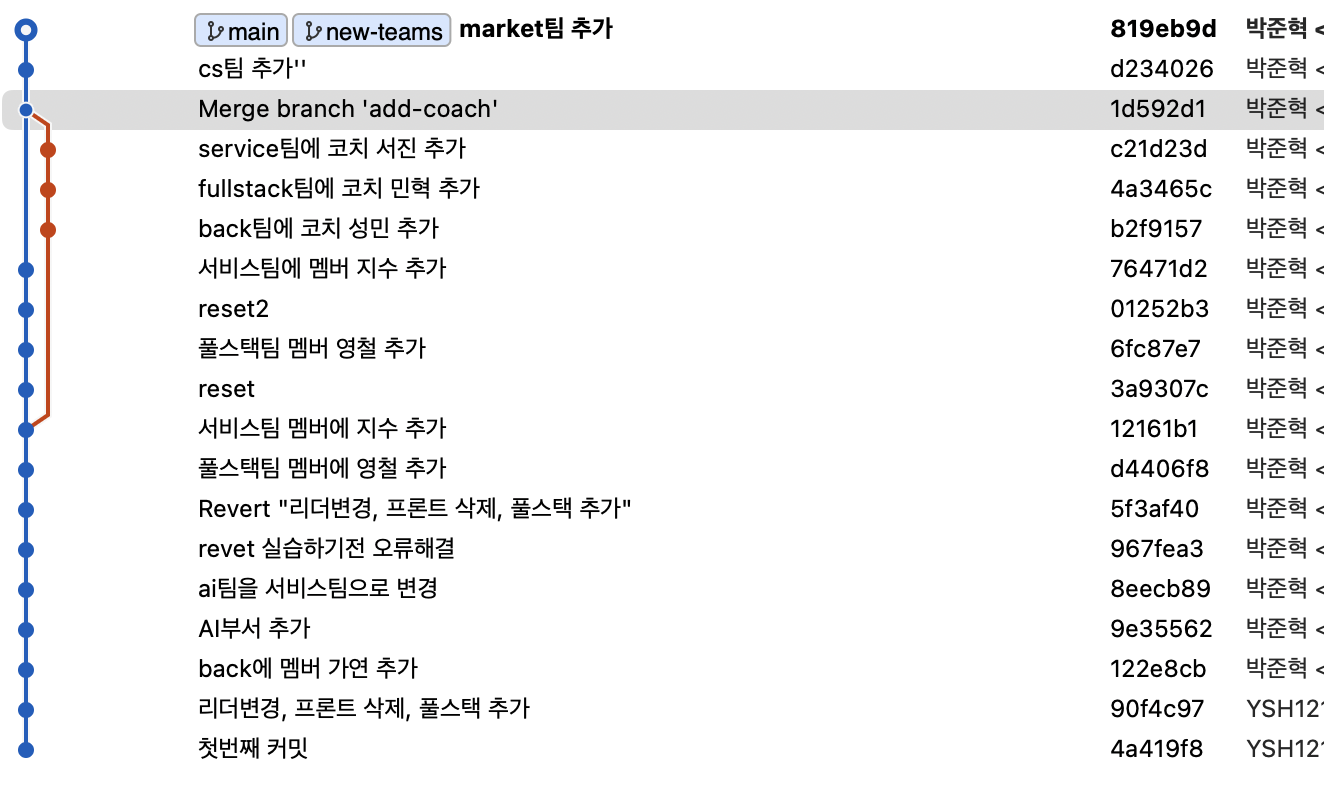 main new-teams market팀 추가 819eb9d 박준혁 <
cs팀 추가'' d234026 박준혁 <
Merge branch 'add-coach' 1d592d1 박준혁 <
service팀에 코치 서진 추가 c21d23d 박준혁 <
fullstack팀에 코치 민혁 추가 4a3465c 박준혁 <
back팀에 코치 성민 추가 b2f9157 박준혁 <
서비스팀에 멤버 지수 추가 76471d2 박준혁 <
reset2 01252b3 박준혁 <
풀스택팀 멤버 영철 추가 6fc87e7 박준혁 <
reset 3a9307c 박준혁 <
서비스팀 멤버에 지수 추가 12161b1 박준혁 <
풀스택팀 멤버에 영철 추가 d4406f8 박준혁 <
Revert "리더변경, 프론트 삭제, 풀스택 추가" 5f3af40 박준혁 <
revet 실습하기전 오류해결 967fea3 박준혁 <
ai팀을 서비스팀으로 변경 8eecb89 박준혁 <
AI부서 추가 9e35562 박준혁 <
back에 멤버 가연 추가 122e8cb 박준혁 <
리더변경, 프론트 삭제, 풀스택 추가 90f4c97 YSH121
첫번째 커밋 4a419f8 YSH121